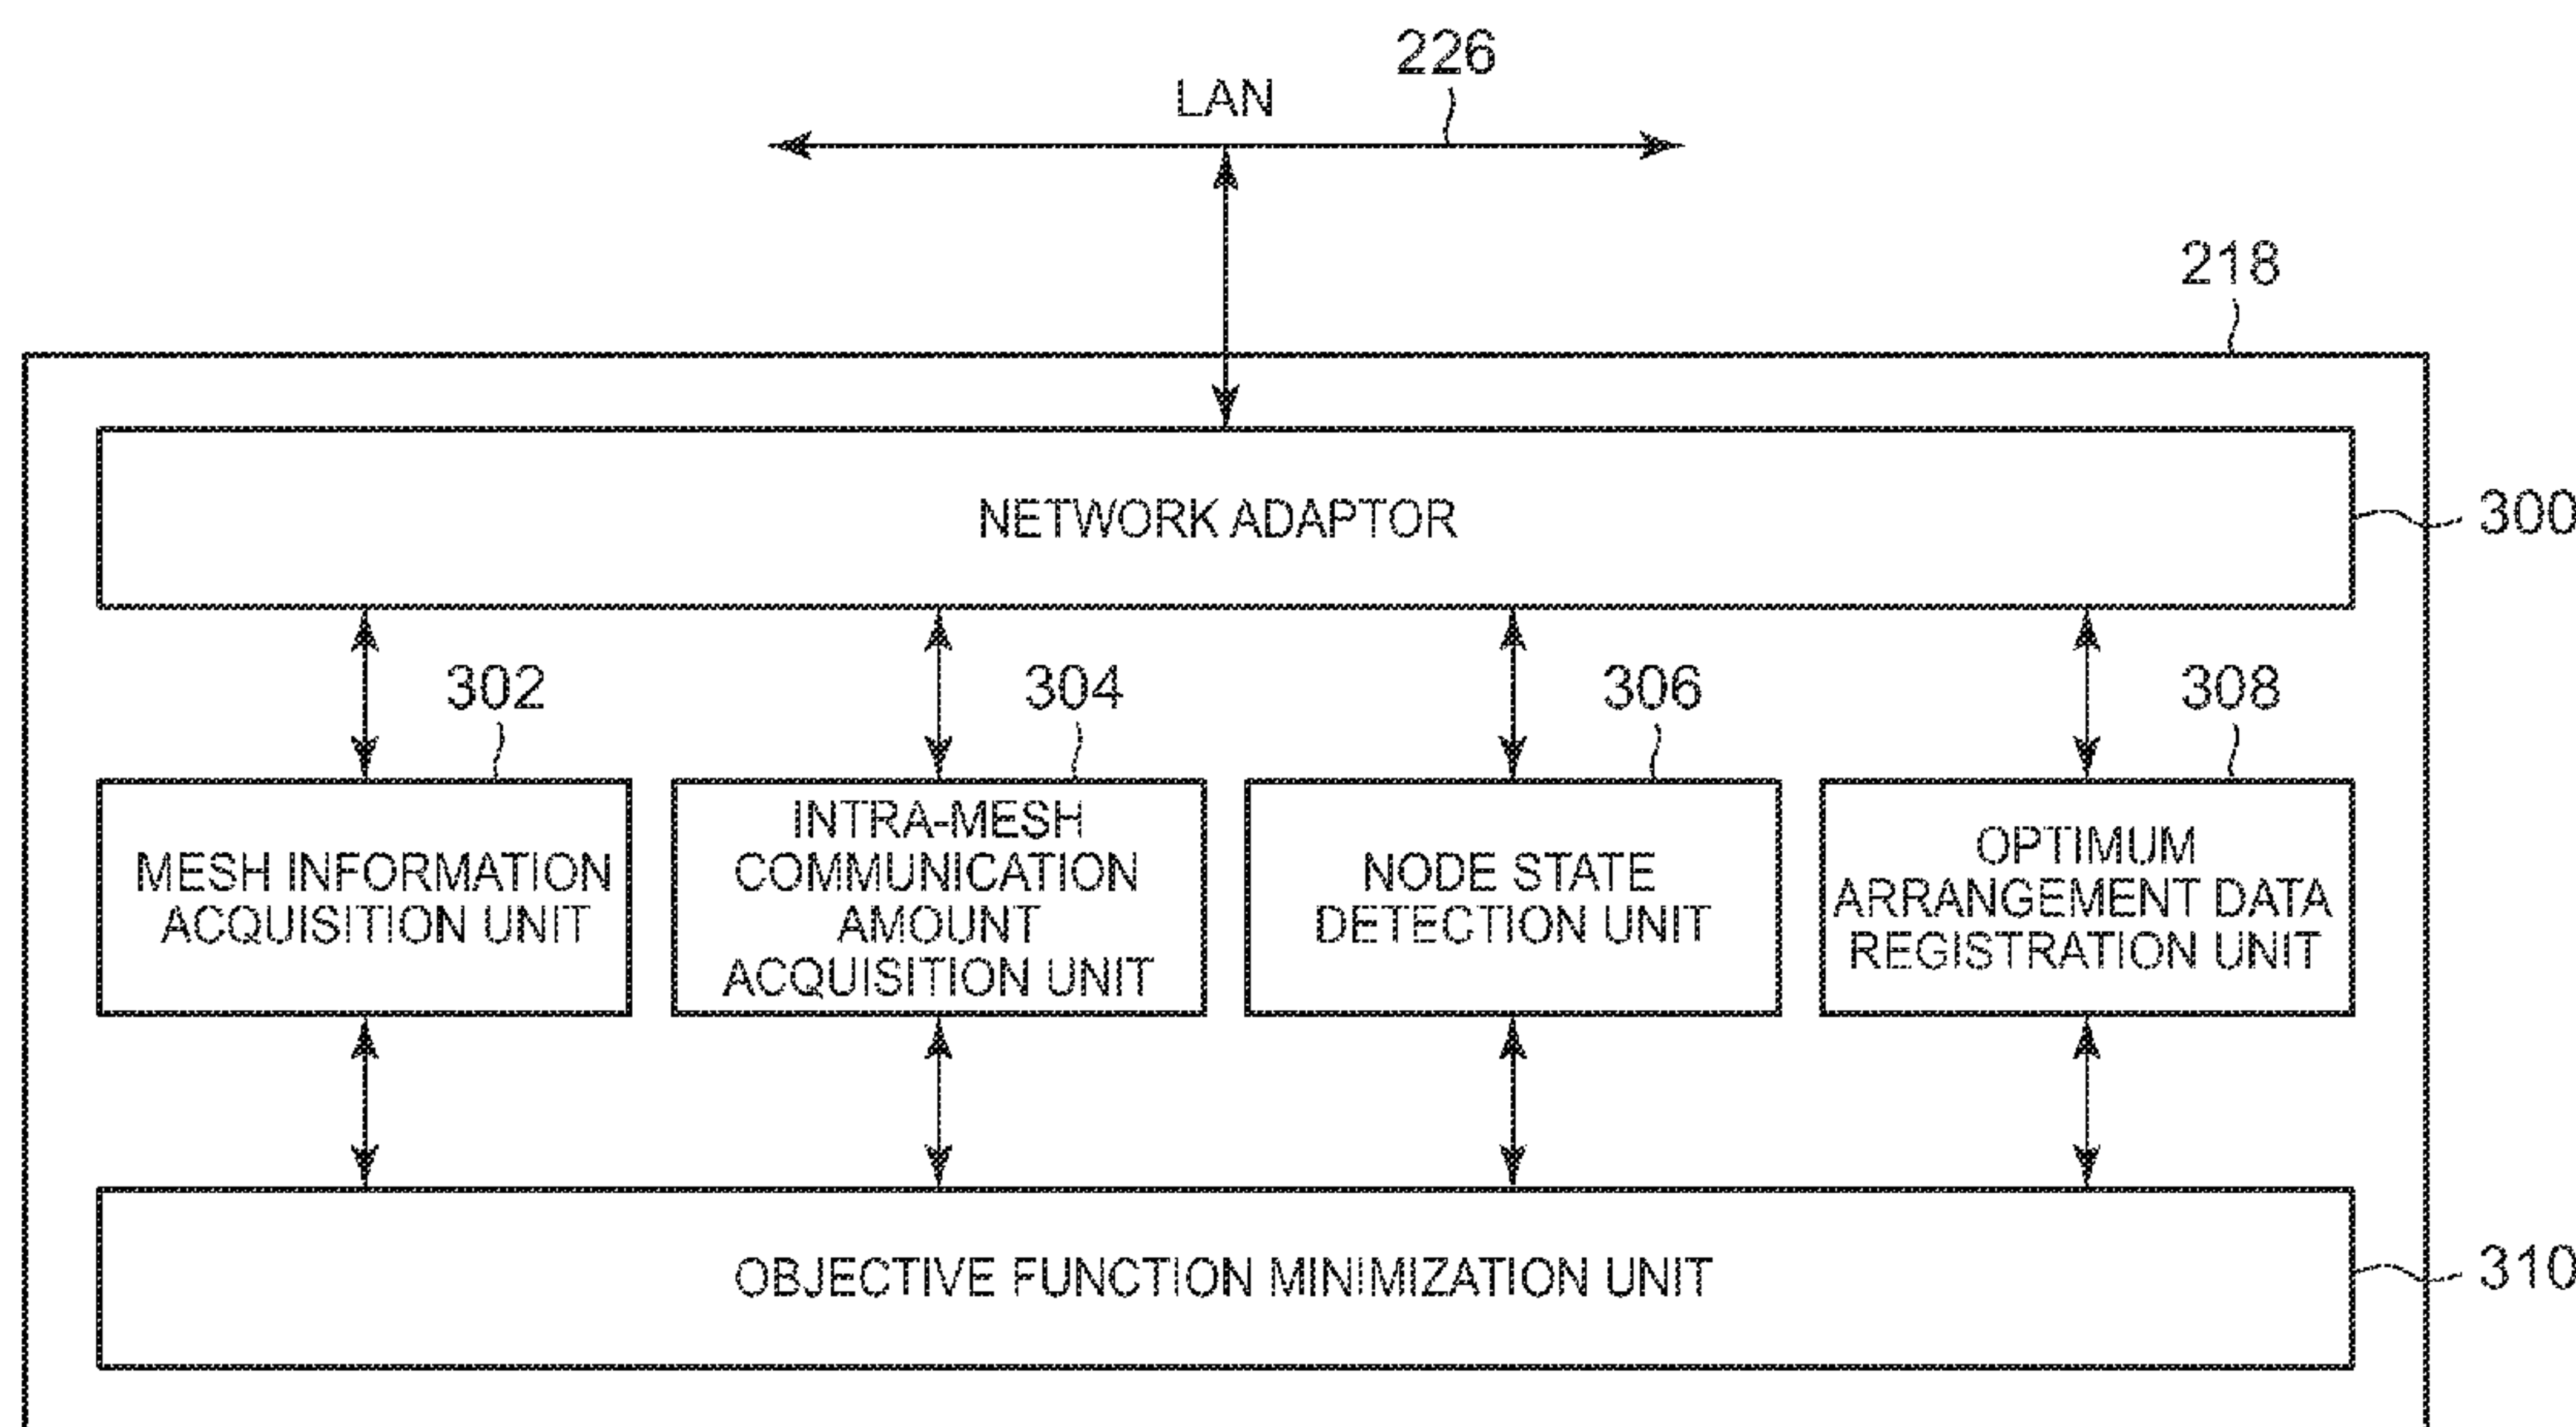 226
LAN
218
NETWORK ADAPTOR
300
302
304
306
308
MESH INFORMATION
ACQUISITION UNIT
INTRA-MESH
COMMUNICATION
AMOUNT
ACQUISITION UNIT
NODE STATE
DETECTION UNIT
OPTIMUM
ARRANGEMENT DATA
REGISTRATION UNIT
OBJECTIVE FUNCTION MINIMIZATION UNIT
310